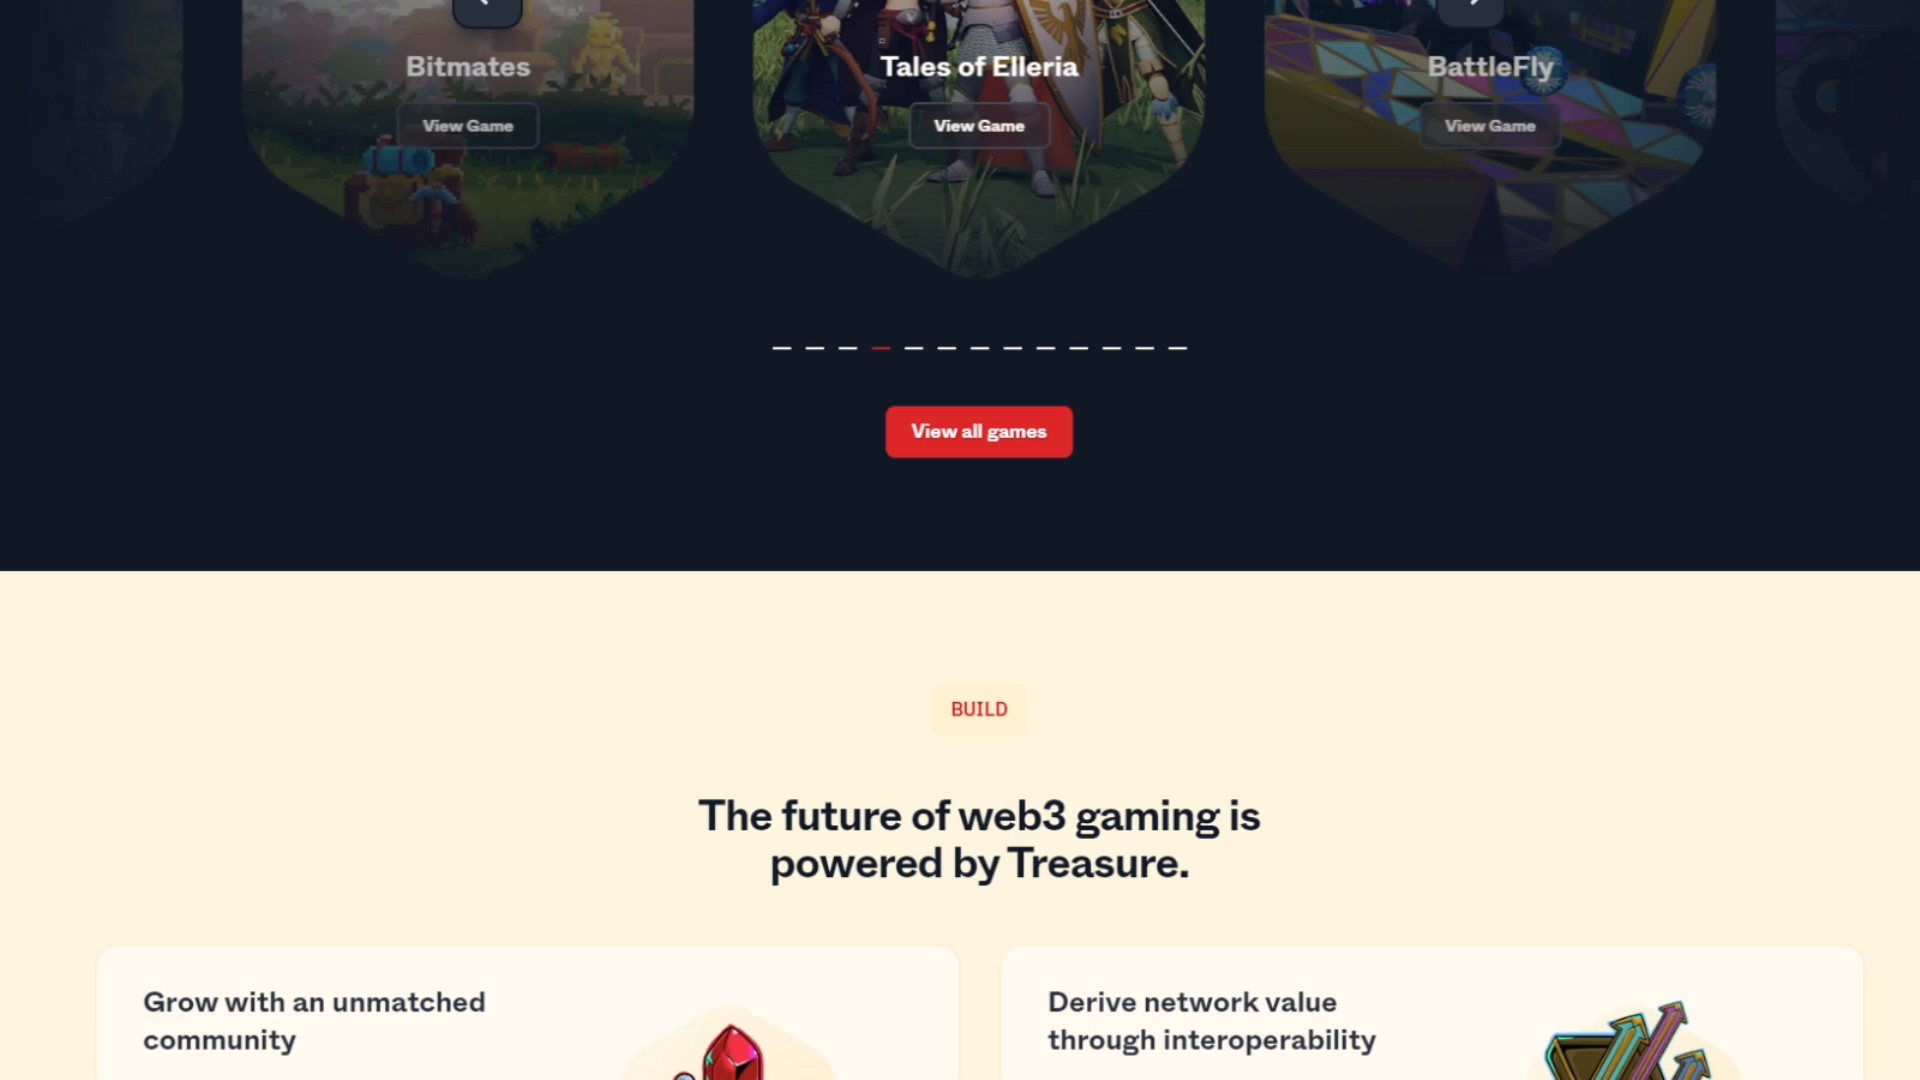 Bitmates
Tales of Elleria
BattleFly
View Game
View Game
View Game
View all games
BUILD
The future of web3 gaming is
powered by Treasure.
Grow with an unmatched
community
Derive network value
through interoperability